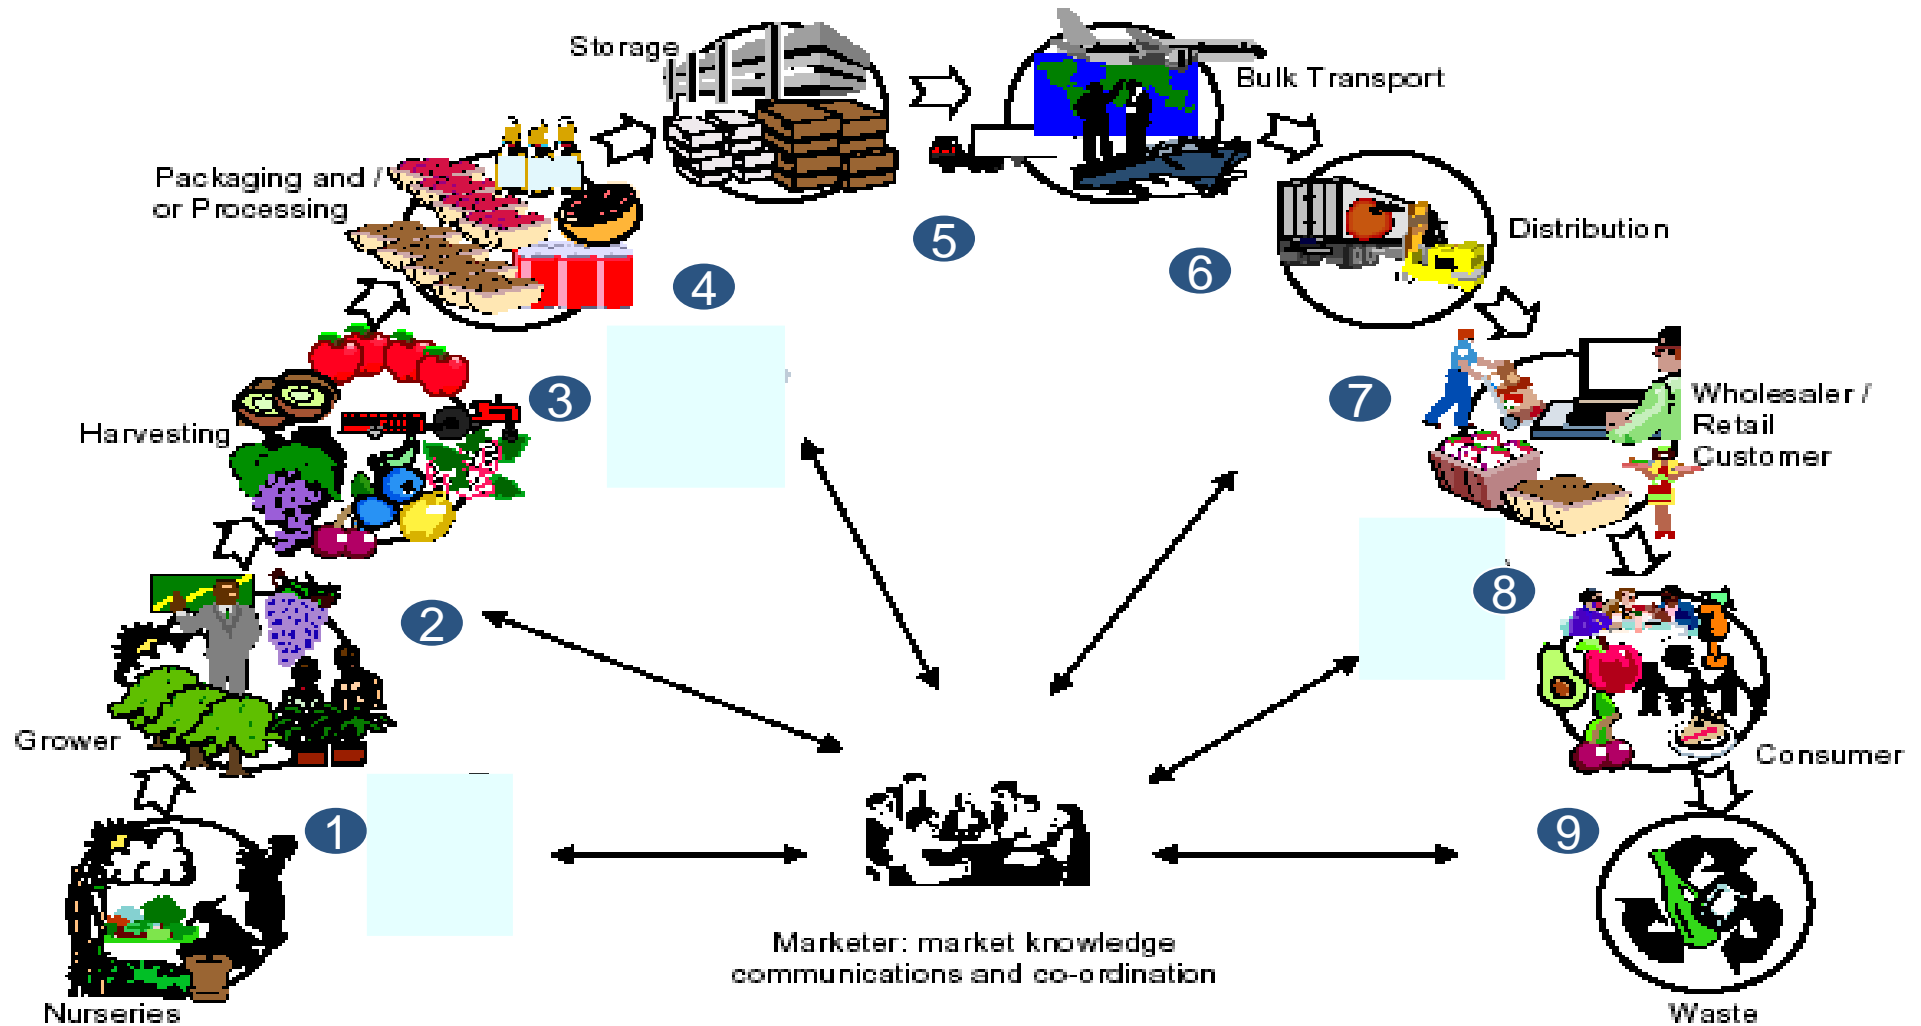 Storage
Bulk Transport
Packaging and /
or Processing
Distribution
5
6
4
3
7
Harvesting
Wholesaler /
Retail
Customer
8
2
Grower
Consumer
1
9
Marketer: market knowledge
communications and co-ordination
Nurseries
Waste